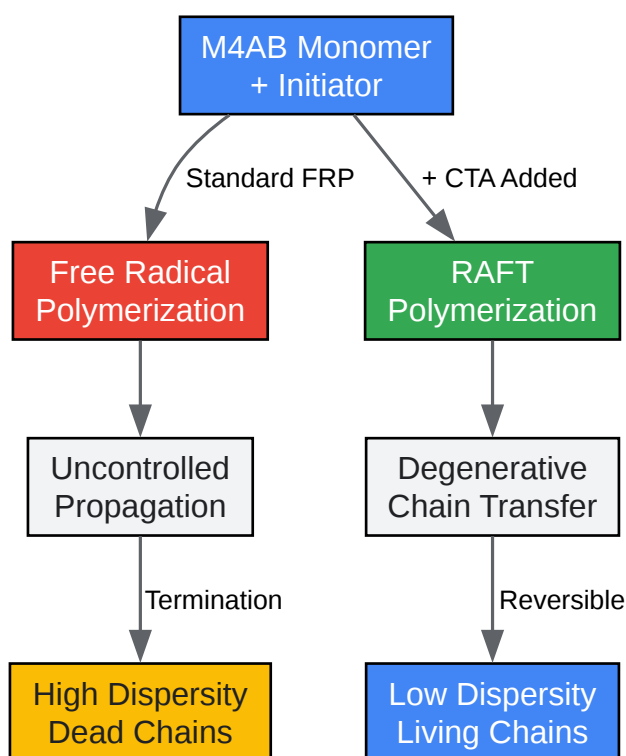 M4AB Monomer
+ Initiator
Standard FRP
+ CTA Added
Free Radical
Polymerization
RAFT
Polymerization
Uncontrolled
Propagation
Degenerative
Chain Transfer
Termination
Reversible
High Dispersity
Dead Chains
Low Dispersity
Living Chains